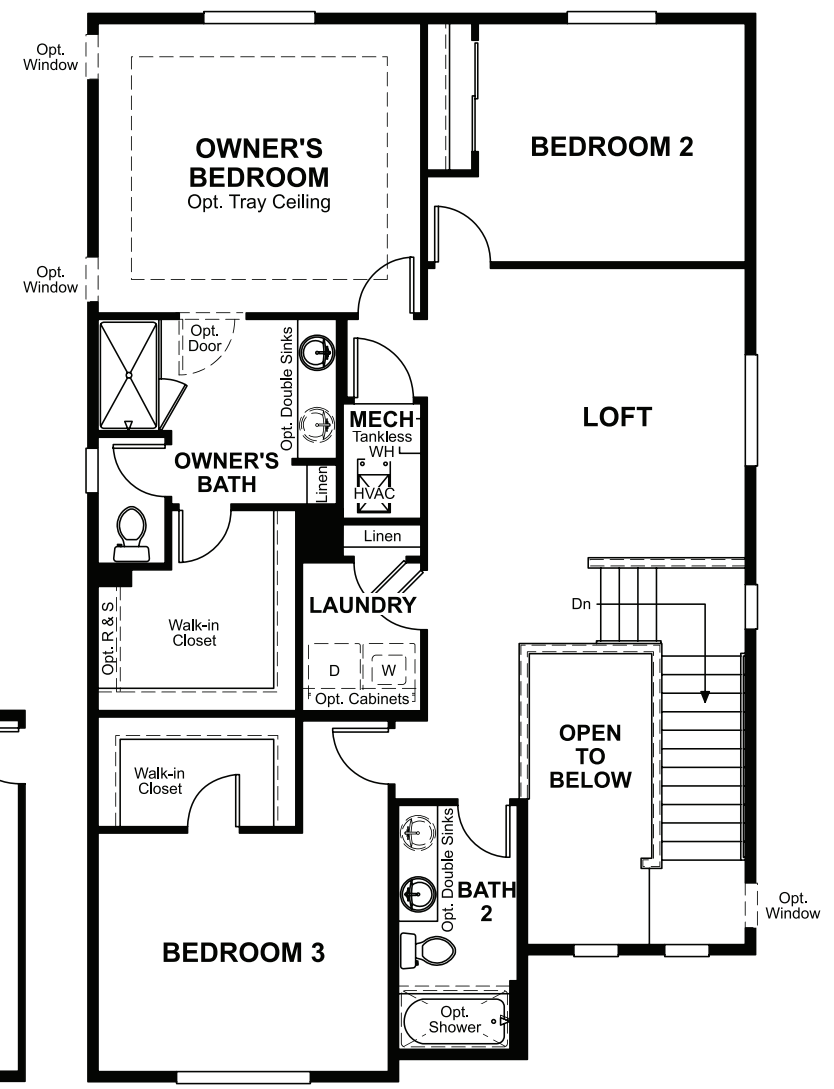 Opt.
Window
OWNER'S
BEDROOM
Opt. Tray Ceiling
BEDROOM 2
Opt.
Window
Opt.
Door
Opt. Double Sinks
MECH
Tankless
WH
HVAC
LOFT
OWNER'S
BATH
Linen
Linen
LAUNDRY
Dn
Opt. R & S
Walk-in
Closet
D
W
Opt. Cabinets
OPEN
TO
BELOW
Walk-in
Closet
Opt. Double Sinks
BATH
2
Opt.
Window
BEDROOM 3
Opt.
Shower